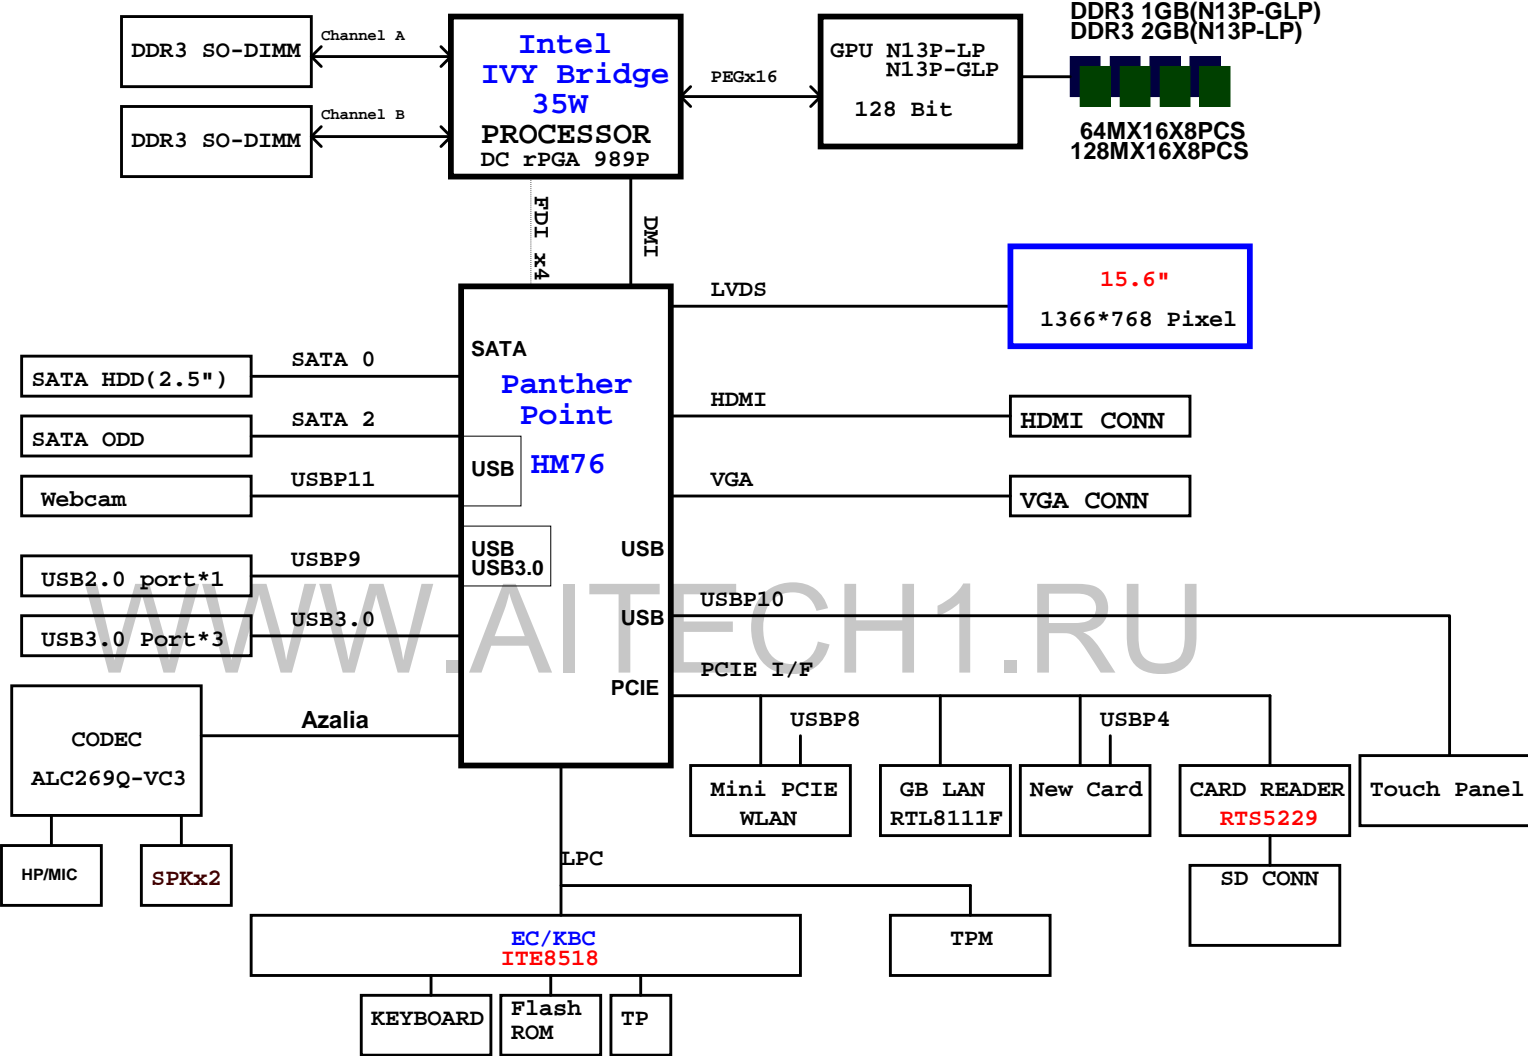 DDR3 1GB(N13P-GLP)
DDR3 2GB(N13P-LP)
DDR3 SO-DIMM
Channel A
Intel
IVY Bridge
35W
PROCESSOR
DC rPGA 989P
PEGx16
GPU N13P-LP
N13P-GLP
128 Bit
64MX16X8PCS
128MX16X8PCS
DDR3 SO-DIMM
Channel B
FDI x4
DMI
LVDS
15.6"
1366*768 Pixel
SATA
Panther
Point
HM76
SATA HDD(2.5")
SATA 0
HDMI
HDMI CONN
SATA ODD
SATA 2
USB
Webcam
USBP11
VGA
VGA CONN
USB
USB3.0
USB
USB2.0 port*1
USBP9
USB3.0 Port*3
USB3.0
USB
USBP10
WWW.AITECH1.RU
PCIE
PCIE I/F
CODEC
ALC269Q-VC3
Azalia
USBP8
USBP4
Mini PCIE
WLAN
GB LAN
RTL8111F
New Card
CARD READER
RTS5229
Touch Panel
HP/MIC
SPKx2
LPC
SD CONN
EC/KBC
ITE8518
TPM
KEYBOARD
Flash
ROM
TP